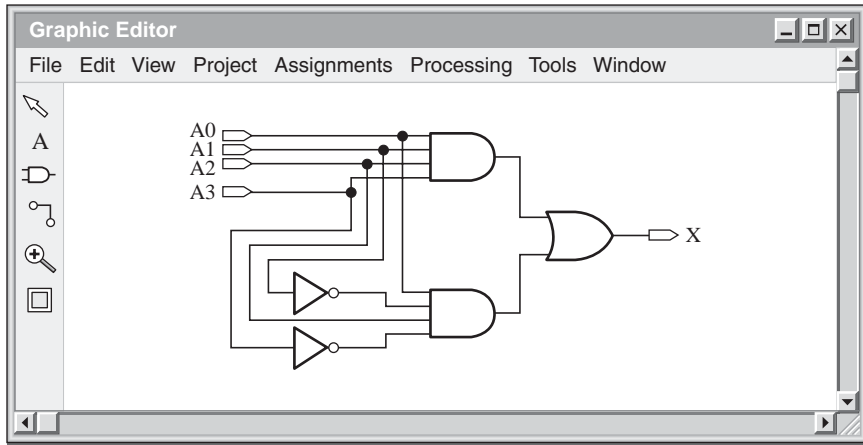 Graphic Editor
File Edit View Project Assignments Processing Tools Window
A
A0
A1
A2
A3
X